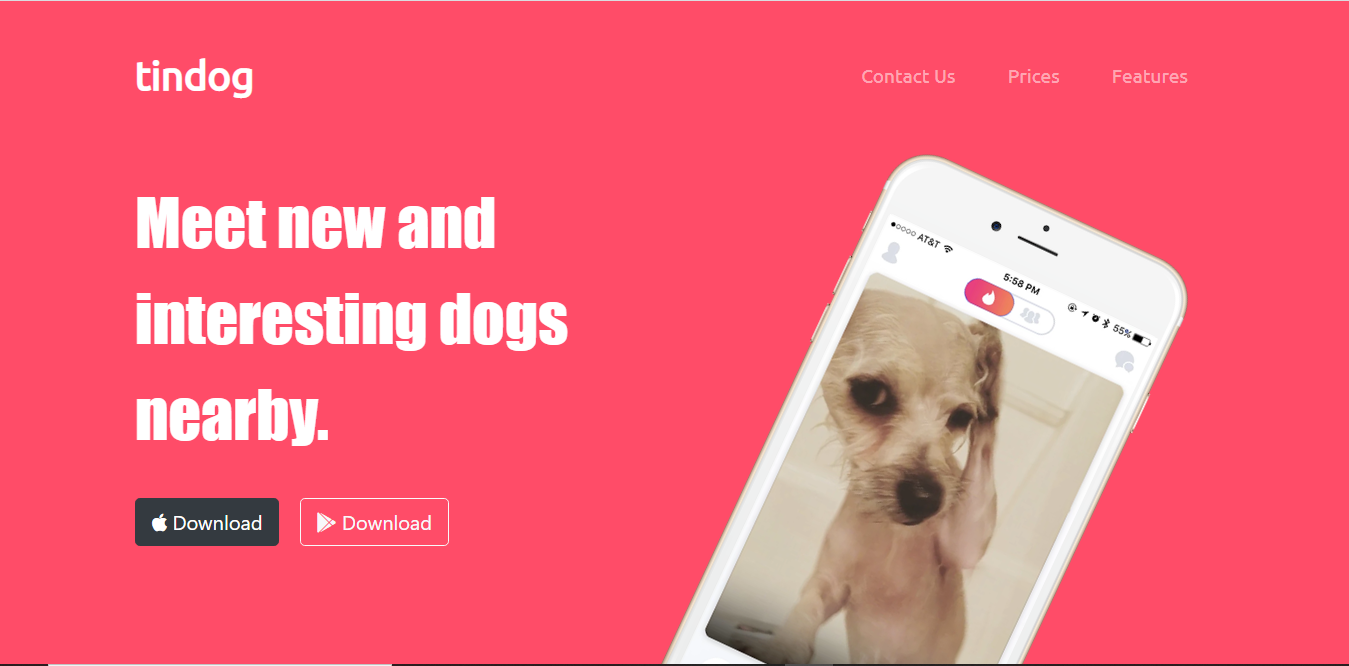 tindog
Contact Us
Prices
Features
Meet new and
interesting dogs
nearby.
Download
Download
AT&T
5:58 PM
55%